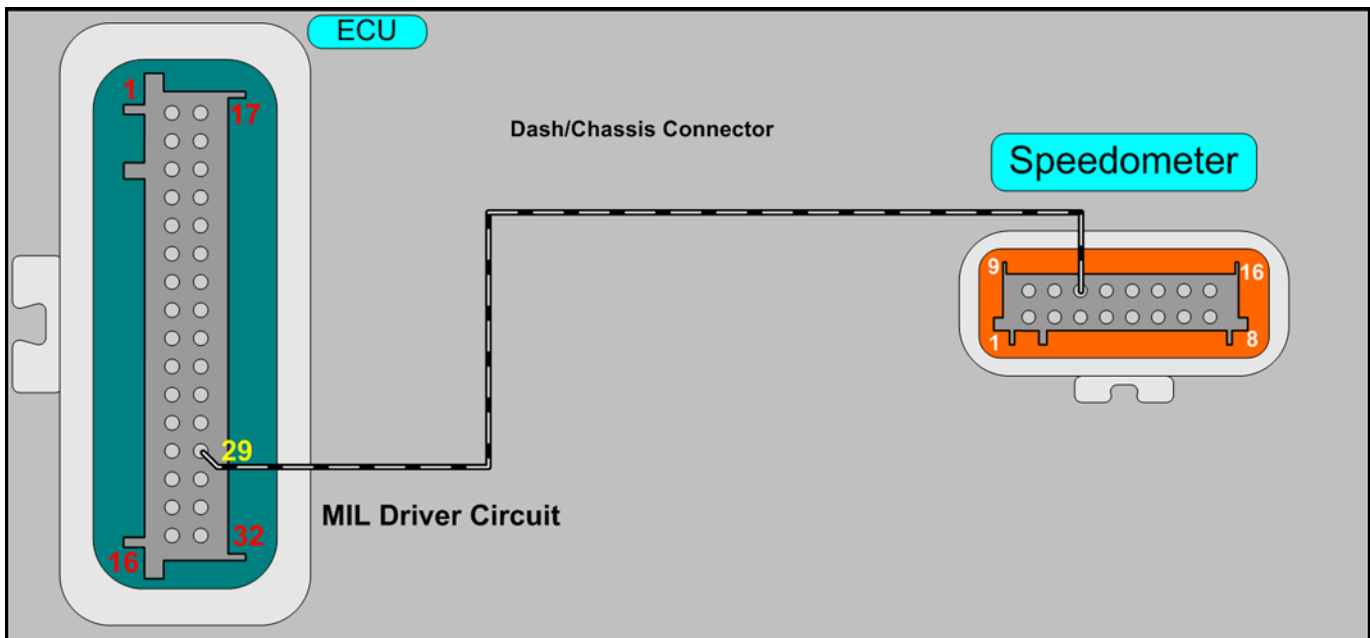 ECU
1
17
Dash/Chassis Connector
Speedometer
9
16
1
8
29
MIL Driver Circuit
32
16